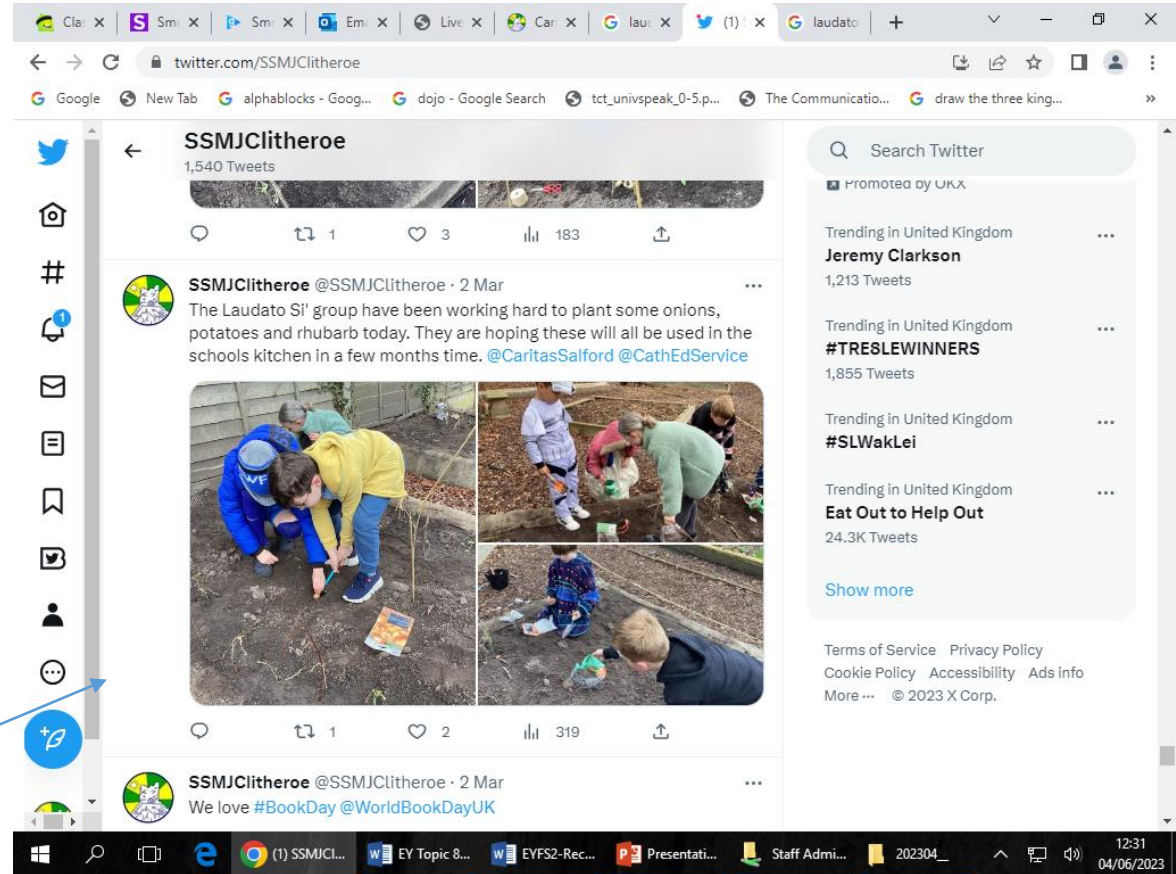 Cla
Sm
Sm
Em
Live
Car
lauc
(1)
laudato
twitter.com/SSMJClitheroe
Google
New Tab
alphablocks - Goog...
dojo - Google Search
tct_univspeak_0-5.p...
The Communicatio...
draw the three king...
SSMJClitheroe
1,540 Tweets
1 3 183
SSMJClitheroe @SSMJClitheroe · 2 Mar
The Laudato Si' group have been working hard to plant some onions,
potatoes and rhubarb today. They are hoping these will all be used in the
schools kitchen in a few months time. @CaritasSalford @CathEdService
1 2 319
SSMJClitheroe @SSMJClitheroe · 2 Mar
We love #BookDay @WorldBookDayUK
1
Search Twitter
Promoted by OKX
Trending in United Kingdom
Jeremy Clarkson
1,213 Tweets
Trending in United Kingdom
#TRESLEWINNERS
1,855 Tweets
Trending in United Kingdom
#SLWakLei
Trending in United Kingdom
Eat Out to Help Out
24.3K Tweets
Show more
Terms of Service Privacy Policy
Cookie Policy Accessibility Ads info
More ··· © 2023 X Corp.
(1) SSMJCl...
EY Topic 8...
EYFS2-Rec...
Presentati...
Staff Admi...
202304_
12:31
04/06/2023